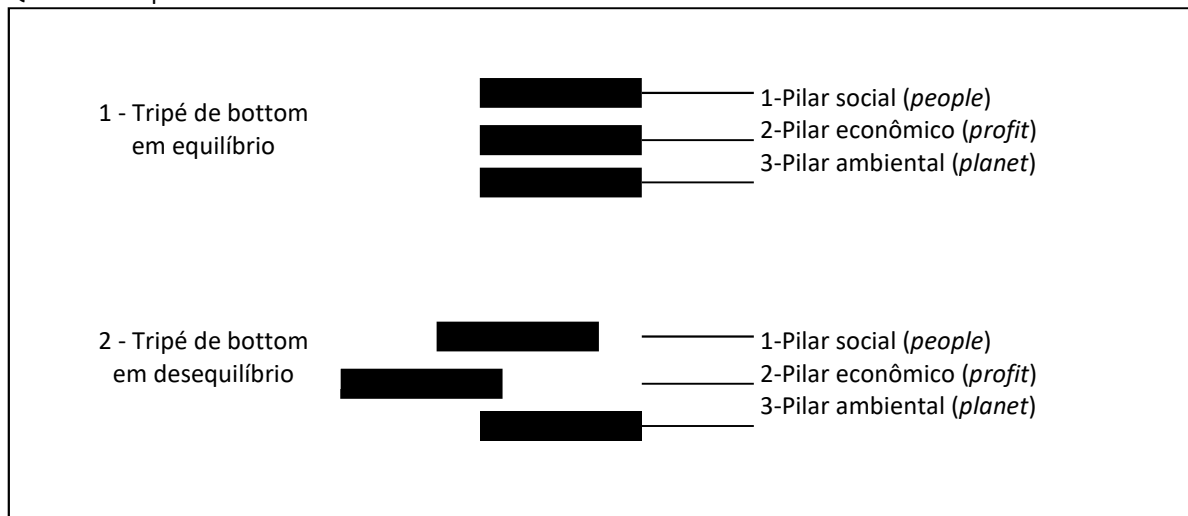 1 - Tripé de bottom
em equilíbrio
1-Pilar social (people)
2-Pilar econômico (profit)
3-Pilar ambiental (planet)
2 - Tripé de bottom
em desequilíbrio
1-Pilar social (people)
2-Pilar econômico (profit)
3-Pilar ambiental (planet)